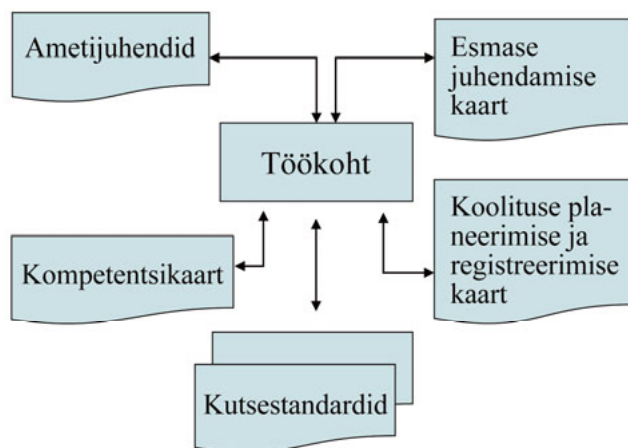 Ametijuhendid
Esmase
juhendamise
kaart
Töökoht
Kompetentsikaart
Koolituse pla-
neerimise ja
registreerimise
kaart
Kutsestandardid